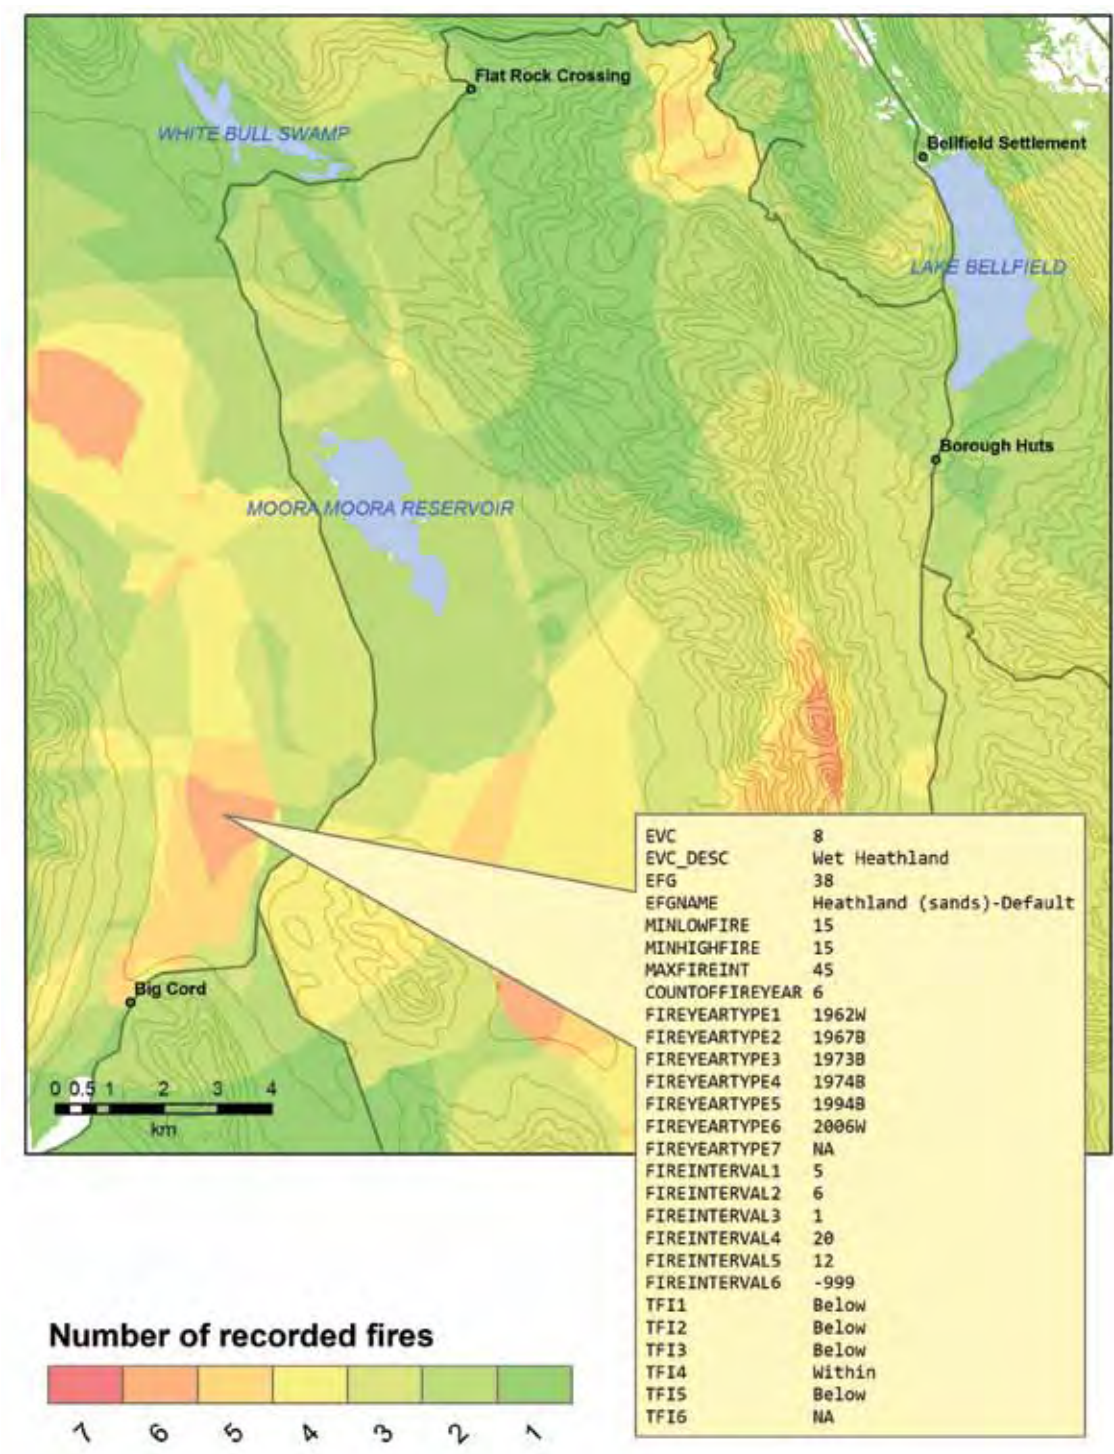 Flat Rock Crossing
WHITE BULL SWAMP
Bellfield Settlement
LAKE BELLFIELD
Borough Huts
MOORA MOORA RESERVOIR
Big Cord
0 0.5 1 2 3 4
km
EVC 8
EVC_DESC Wet Heathland
EFG 38
EFGNAME Heathland (sands)-Default
MINLOWFIRE 15
MINHIGHFIRE 15
MAXFIREINT 45
COUNTOFFIREYEAR 6
FIREYEARTYPE1 1962W
FIREYEARTYPE2 1967B
FIREYEARTYPE3 1973B
FIREYEARTYPE4 1974B
FIREYEARTYPE5 1994B
FIREYEARTYPE6 2006W
FIREYEARTYPE7 NA
FIREINTERVAL1 5
FIREINTERVAL2 6
FIREINTERVAL3 1
FIREINTERVAL4 20
FIREINTERVAL5 12
FIREINTERVAL6 -999
TFI1 Below
TFI2 Below
TFI3 Below
TFI4 Within
TFI5 Below
TFI6 NA
Number of recorded fires
7 6 5 4 3 2 1